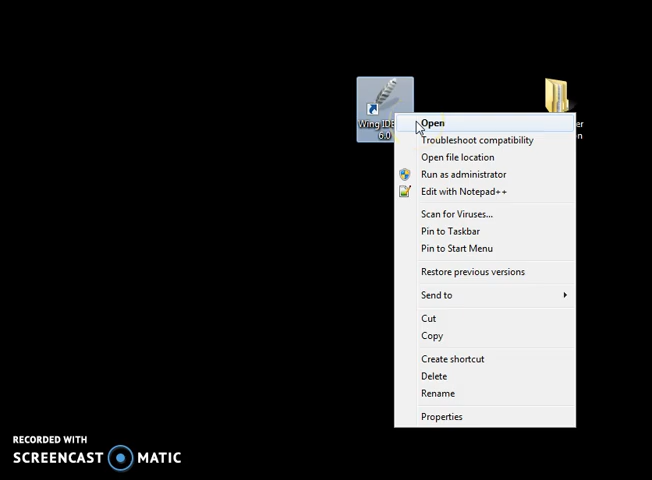 Wing IDE
6.0
Open
Troubleshoot compatibility
Open file location
Run as administrator
Edit with Notepad++
Scan for Viruses...
Pin to Taskbar
Pin to Start Menu
Restore previous versions
Send to
Cut
Copy
Create shortcut
Delete
Rename
Properties
RECORDED WITH
SCREENCAST MATIC